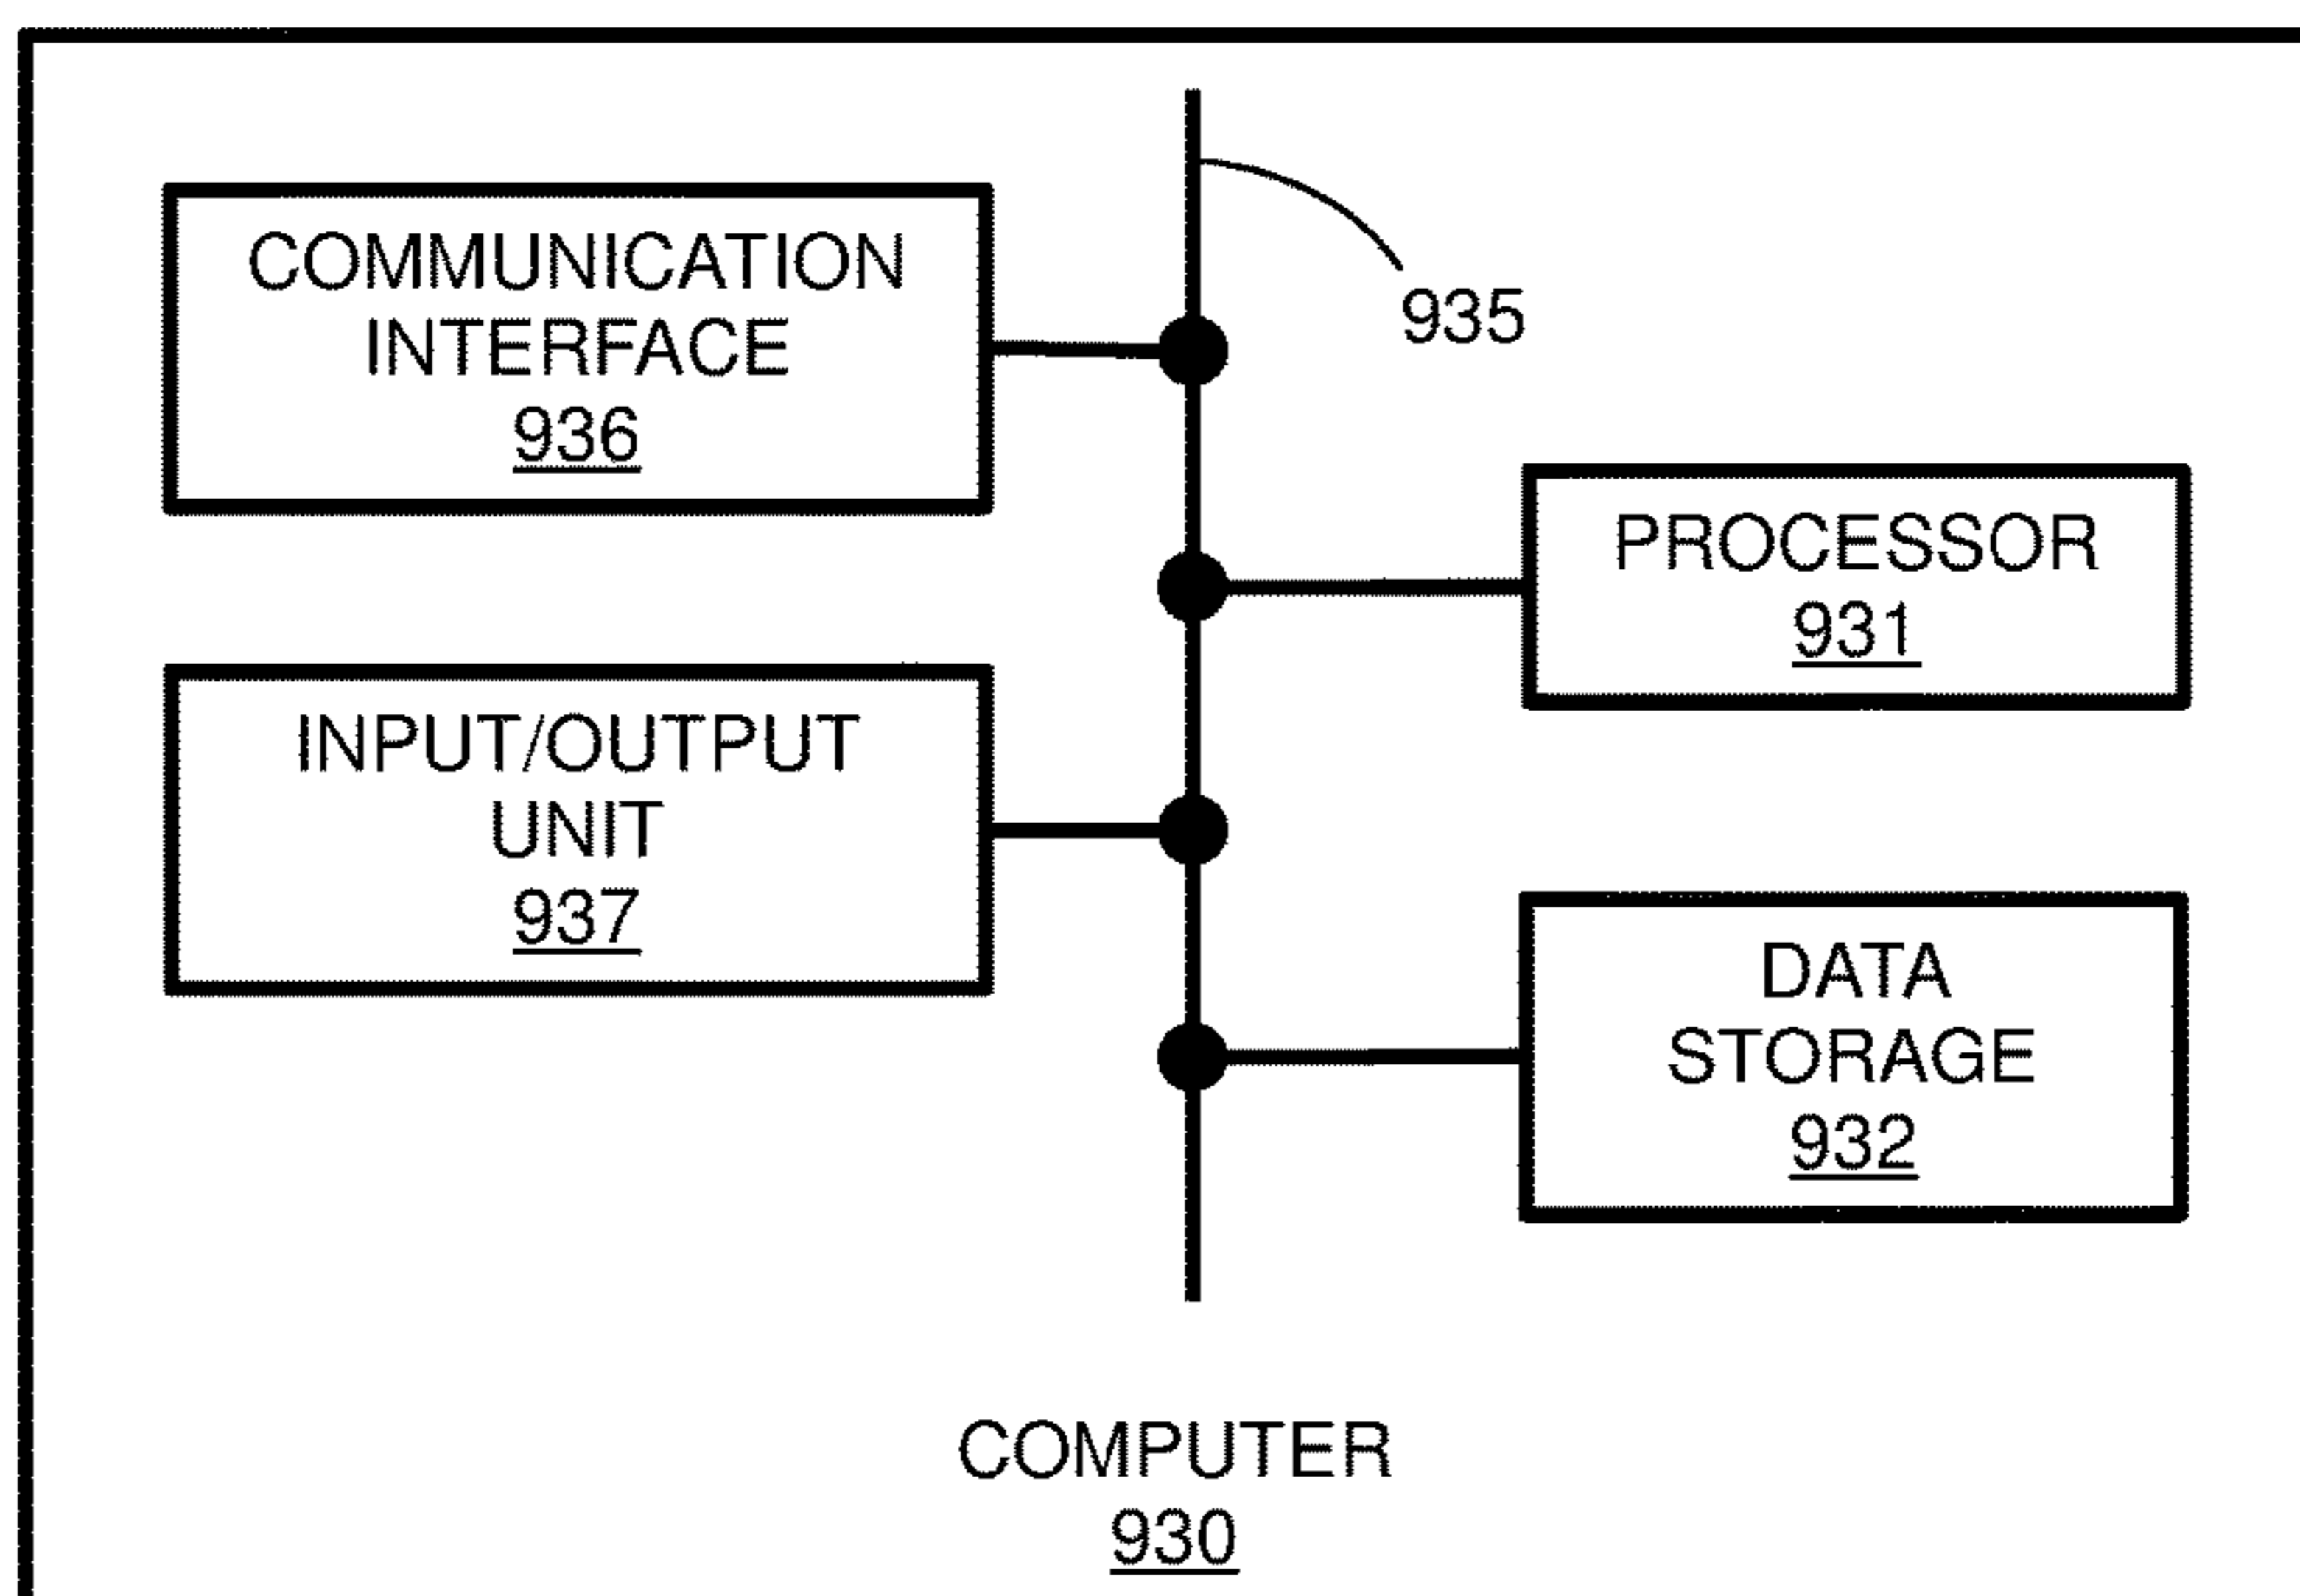 COMMUNICATION
INTERFACE
936
935
PROCESSOR
931
INPUT/OUTPUT
UNIT
937
DATA
STORAGE
932
COMPUTER
930